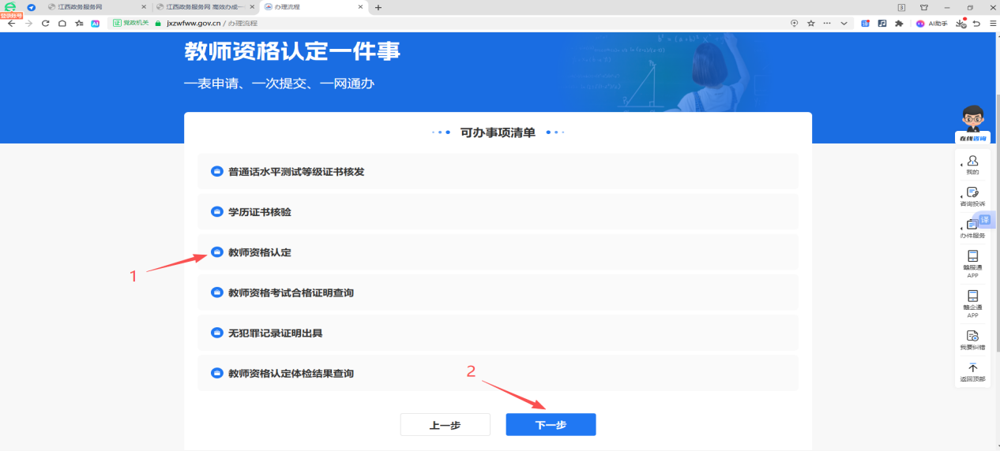 江西政务服务网
江西政务服务网 高效办成一
办理流程
3
登录账号
AI
证 党政机关
jxzwfww.gov.cn / 办理流程
译
AI助手
教师资格认定一件事
一表申请、一次提交、一网通办
可办事项清单
普通话水平测试等级证书核发
学历证书核验
教师资格认定
1
教师资格考试合格证明查询
无犯罪记录证明出具
教师资格认定体检结果查询
2
上一步
下一步
在线咨询
我的
咨询投诉
译
办件服务
赣服通
APP
赣企通
APP
我要纠错
返回顶部